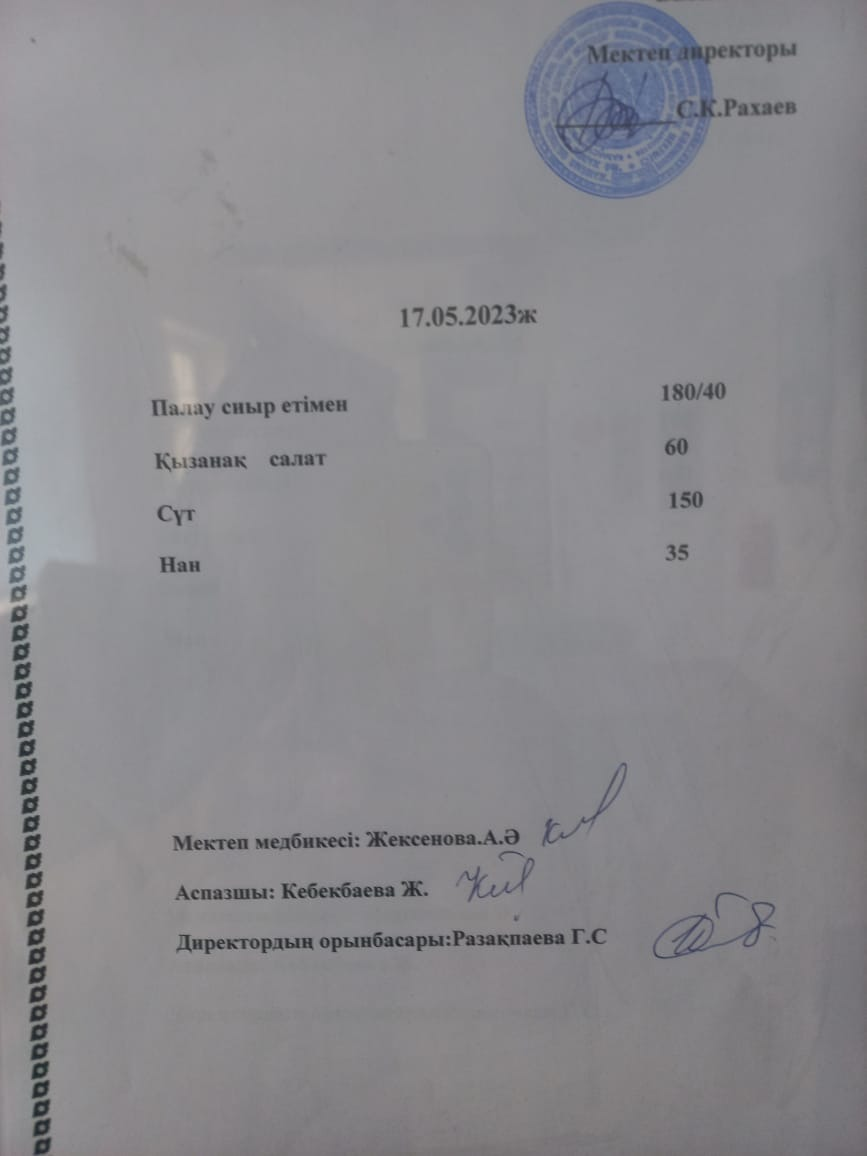 Мектеп директоры
С.К.Рахаев
17.05.2023ж
Палау сиыр етімен 180/40
Қызанақ салат 60
Сүт 150
Нан 35
Мектеп медбикесі: Жексенова.А.Ә
Аспазшы: Кебекбаева Ж.
Директордың орынбасары:Разақпаева Г.С